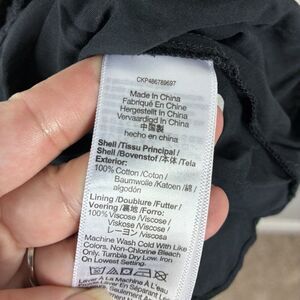 CKP486789697
Made In China
Fabriqué En Chine
Hergestellt In China
Vervaardigd In China
中国製
hecho en china
Shell/Tissu Principal/
Shell/Bovenstof/本体/Tela
Exterior:
100% Cotton/Coton/
Baumwolle/Katoen/綿/
algodón
Lining/Doublure/Futter/
Voering/裏地/Forro:
100% Viscose/Viscose/
Viskose/Viscose/
レーヨン/Viscosa
Machine Wash Cold With Like
Colors, Non-Chlorine Bleach
Only, Tumble Dry Low, Iron
On Lowest Setting.
Laver À La Machine À L'eau